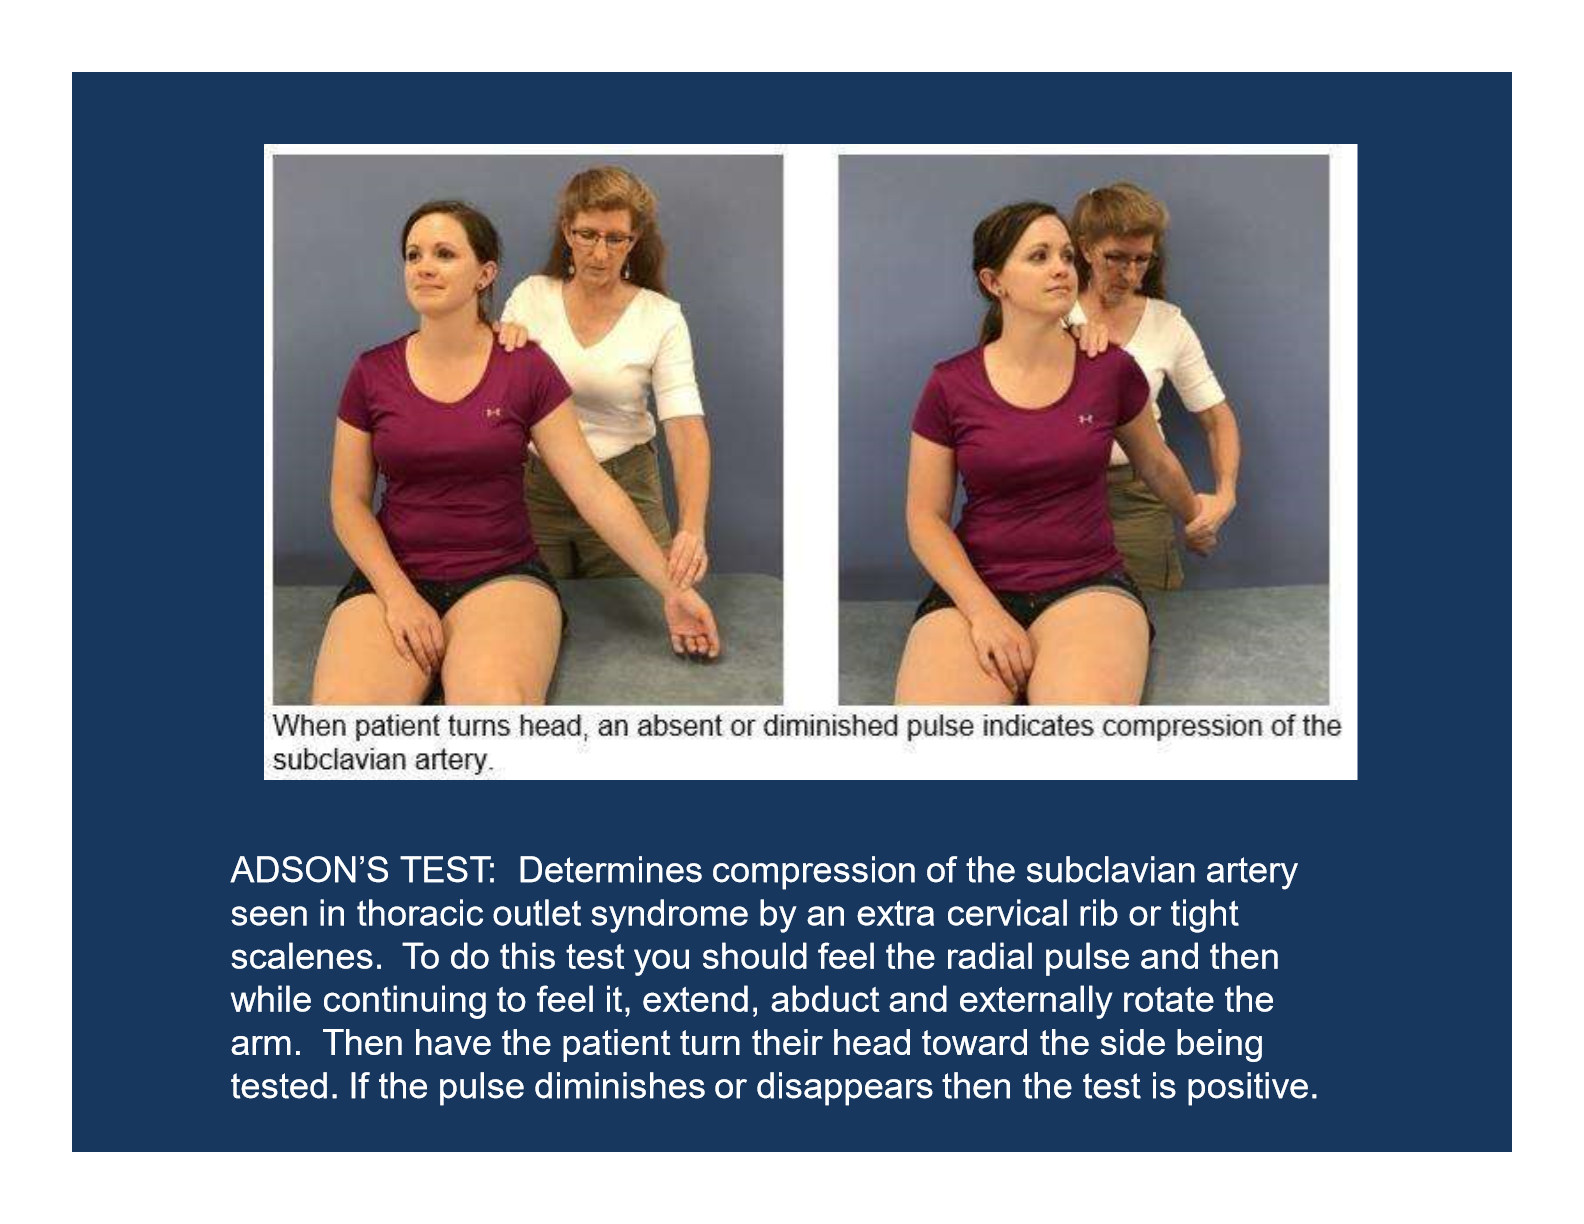 When patient turns head, an absent or diminished pulse indicates compression of the
subclavian artery.
ADSON’S TEST:  Determines compression of the subclavian artery
seen in thoracic outlet syndrome by an extra cervical rib or tight
scalenes.  To do this test you should feel the radial pulse and then
while continuing to feel it, extend, abduct and externally rotate the
arm.  Then have the patient turn their head toward the side being
tested. If the pulse diminishes or disappears then the test is positive.